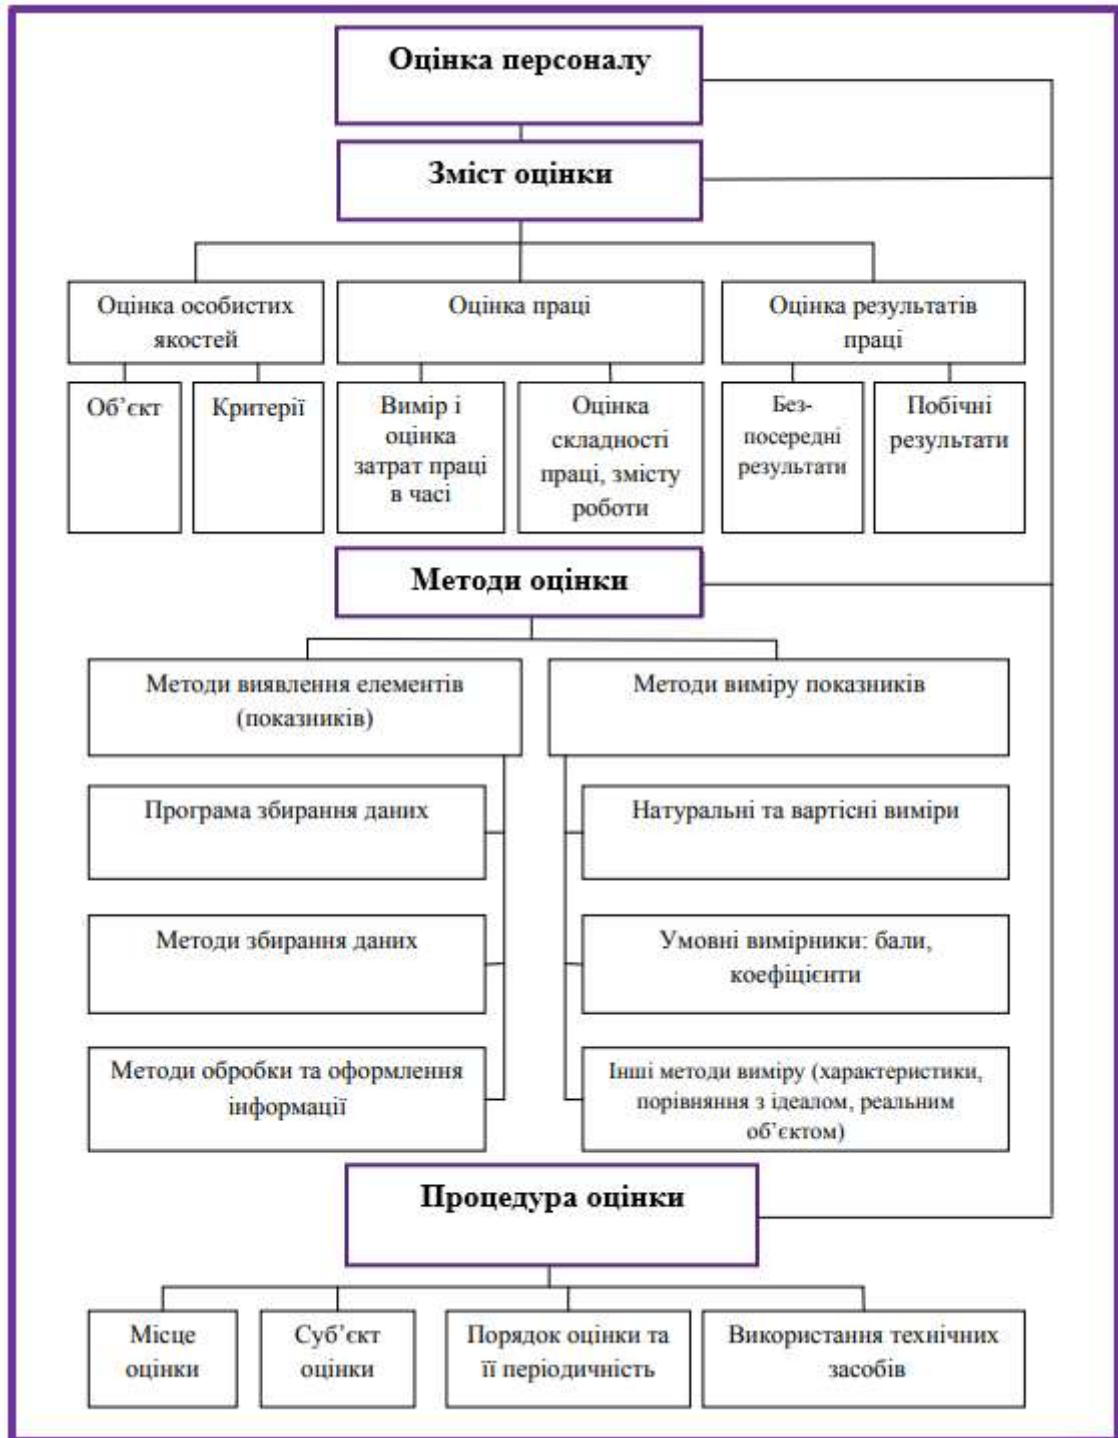 Оцінка персоналу
Зміст оцінки
Оцінка особистих
якостей
Оцінка праці
Оцінка результатів
праці
Об’єкт
Критерії
Вимір і
оцінка
затрат праці
в часі
Оцінка
складності
праці, змісту
роботи
Без-
посередні
результати
Побічні
результати
Методи оцінки
Методи виявлення елементів
(показників)
Методи виміру показників
Програма збирання даних
Натуральні та вартісні виміри
Методи збирання даних
Умовні вимірники: бали,
коефіцієнти
Методи обробки та оформлення
інформації
Інші методи виміру (характеристики,
порівняння з ідеалом, реальним
об’єктом)
Процедура оцінки
Місце
оцінки
Суб’єкт
оцінки
Порядок оцінки та
її періодичність
Використання технічних
засобів